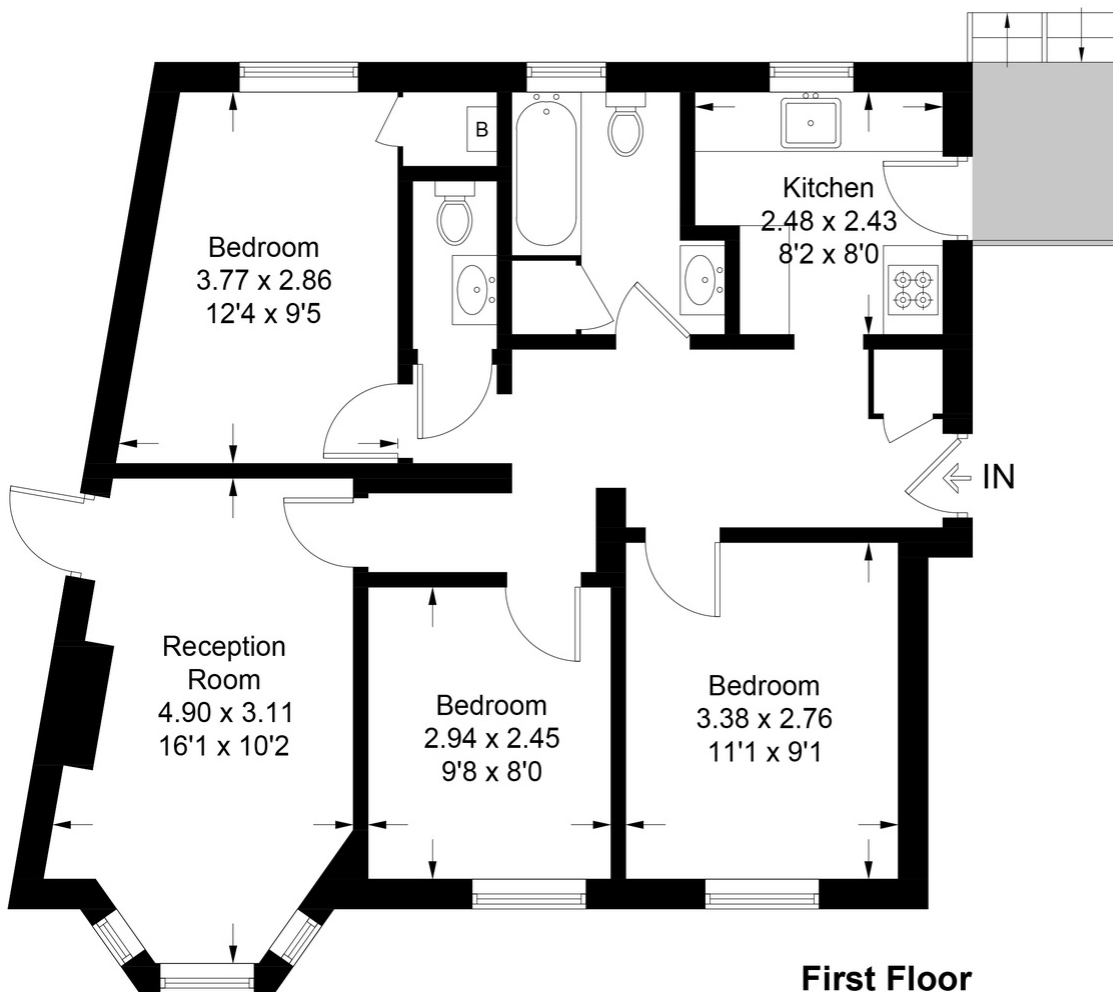 B
Kitchen
2.48 x 2.43
8'2 x 8'0
Bedroom
3.77 x 2.86
12'4 x 9'5
IN
Reception
Room
4.90 x 3.11
16'1 x 10'2
Bedroom
2.94 x 2.45
9'8 x 8'0
Bedroom
3.38 x 2.76
11'1 x 9'1
First Floor